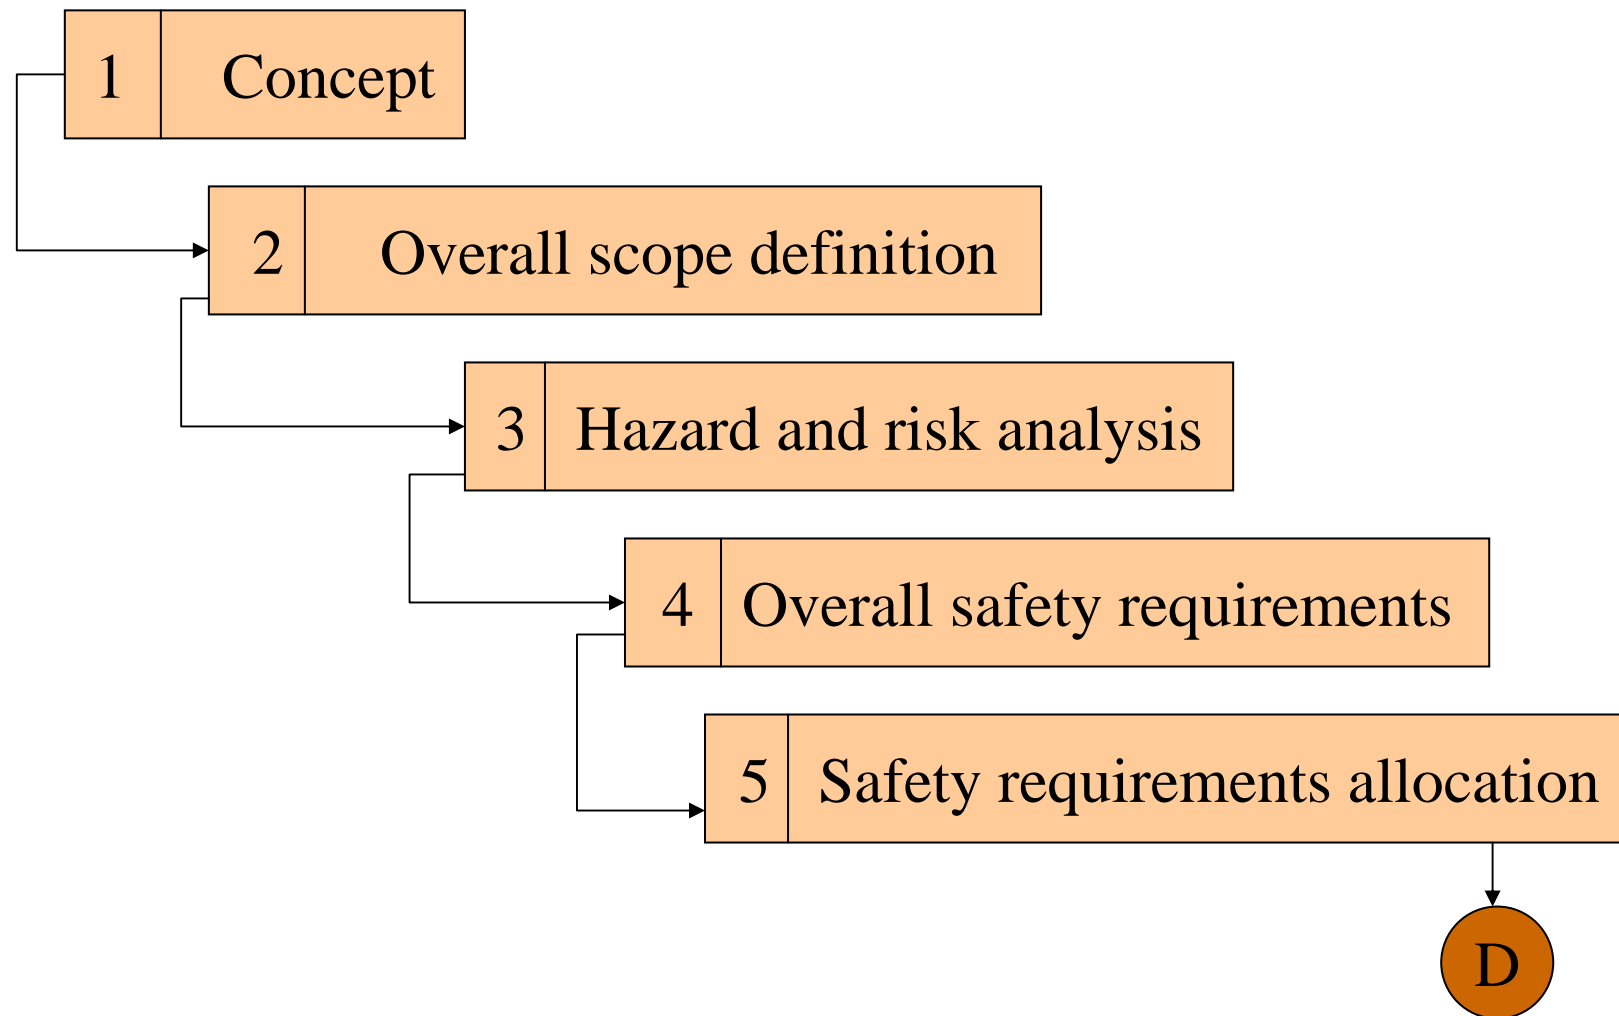 1 Concept
2 Overall scope definition
3 Hazard and risk analysis
4 Overall safety requirements
5 Safety requirements allocation
D